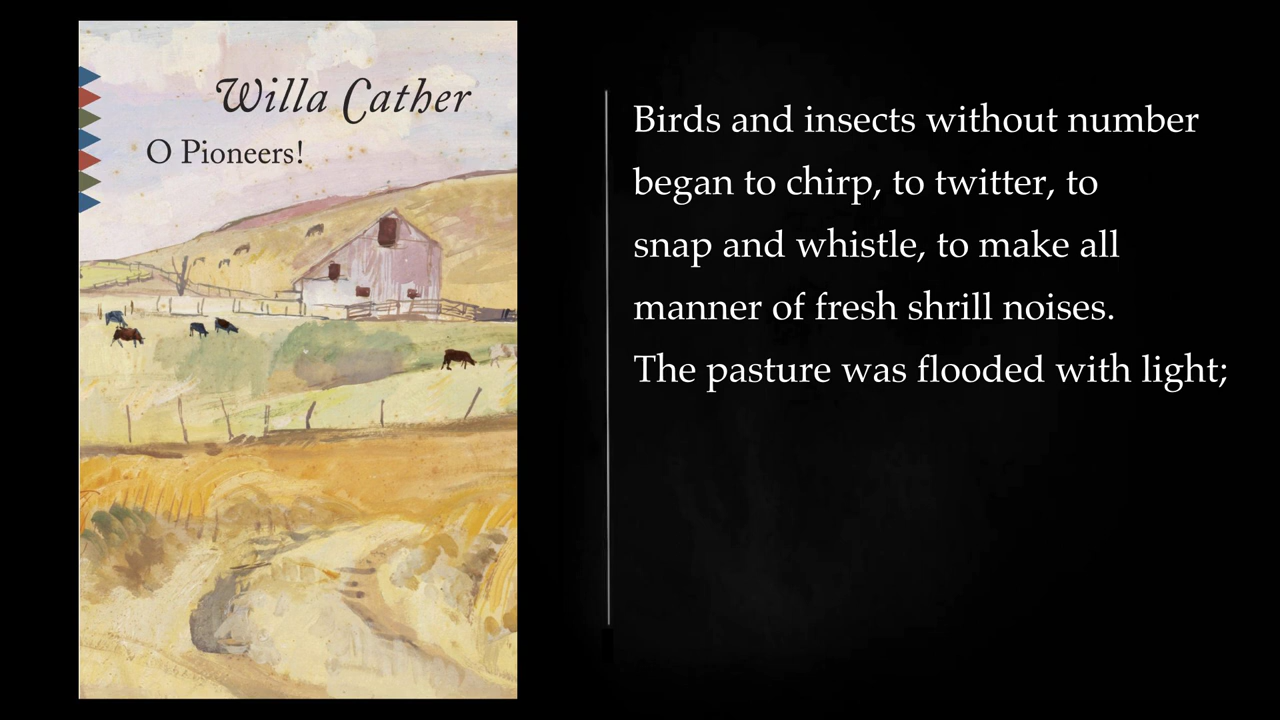 Willa Cather
O Pioneers!
Birds and insects without number
began to chirp, to twitter, to
snap and whistle, to make all
manner of fresh shrill noises.
The pasture was flooded with light;